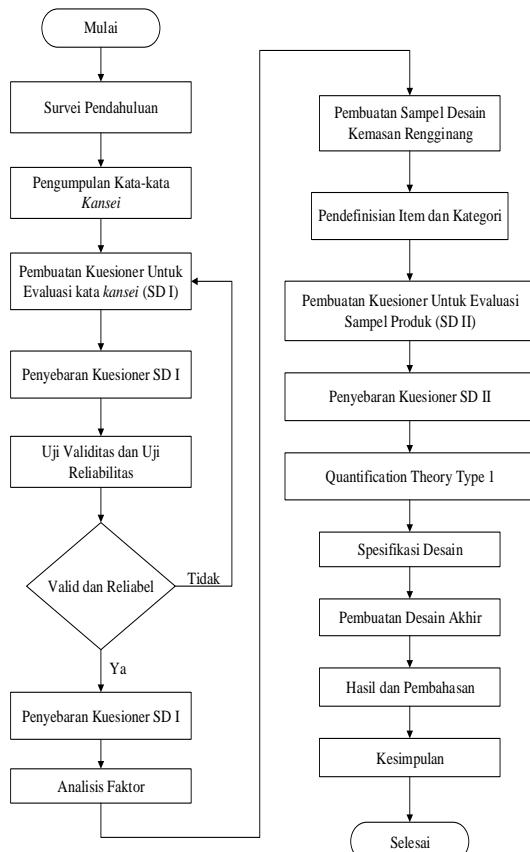 Mulai
Survei Pendahuluan
Pengumpulan Kata-kata
Kansei
Pembuatan Kuesioner Untuk
Evaluasi kata kansei (SD I)
Penyebaran Kuesioner SD I
Uji Validitas dan Uji
Reliabilitas
Valid dan Reliabel
Tidak
Ya
Penyebaran Kuesioner SD I
Analisis Faktor
Pembuatan Sampel Desain
Kemasan Rengginang
Pendefinisian Item dan Kategori
Pembuatan Kuesioner Untuk Evaluasi
Sampel Produk (SD II)
Penyebaran Kuesioner SD II
Quantification Theory Type 1
Spesifikasi Desain
Pembuatan Desain Akhir
Hasil dan Pembahasan
Kesimpulan
Selesai